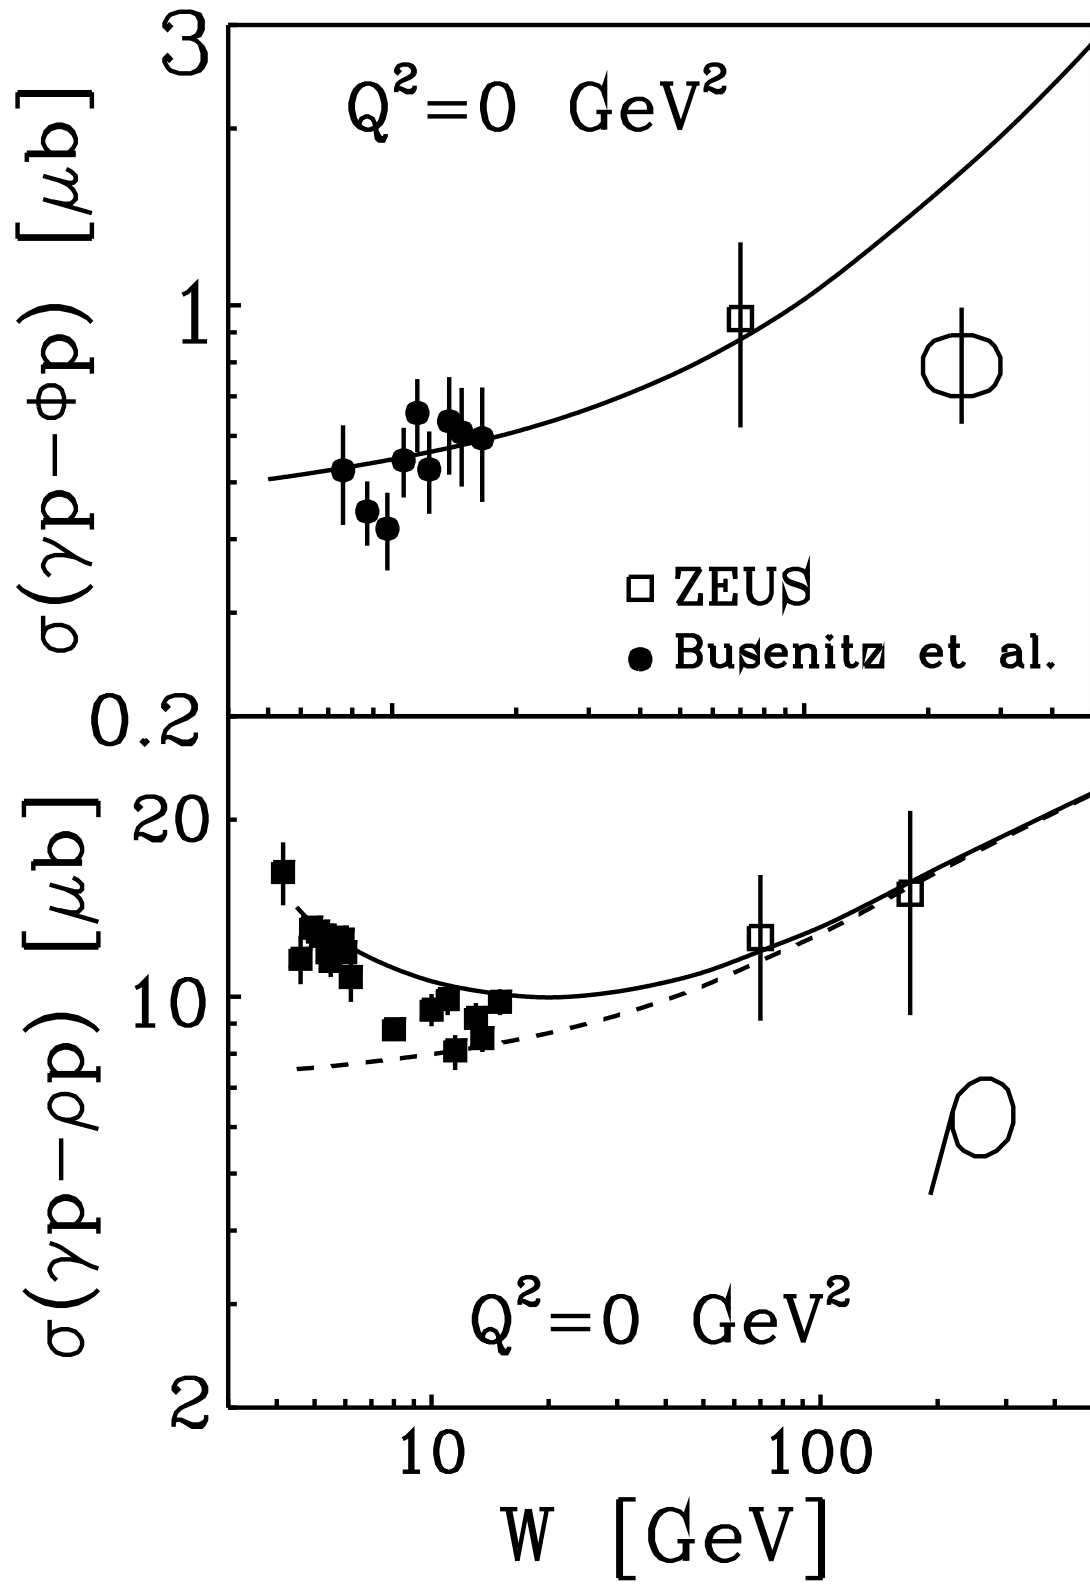 3
Q²=0 GeV²
σ(γp−ϕp) [μb]
1
ϕ
ZEUS
Busenitz et al.
0.2
20
σ(γp−ρp) [μb]
10
ρ
Q²=0 GeV²
2
10 100
W [GeV]